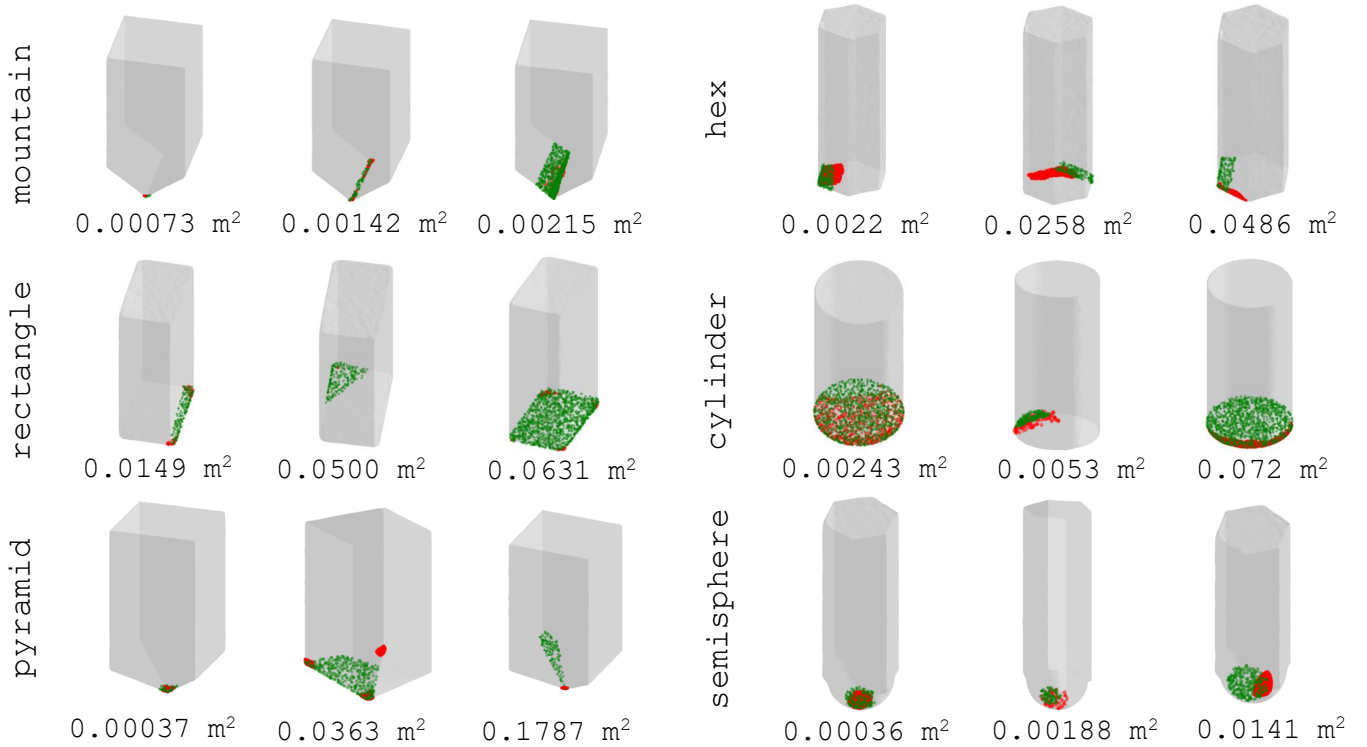 mountain
0.00073 m²
0.00142 m²
0.00215 m²
hex
0.0022 m²
0.0258 m²
0.0486 m²
rectangle
0.0149 m²
0.0500 m²
0.0631 m²
cylinder
0.00243 m²
0.0053 m²
0.072 m²
pyramid
0.00037 m²
0.0363 m²
0.1787 m²
semisphere
0.00036 m²
0.00188 m²
0.0141 m²